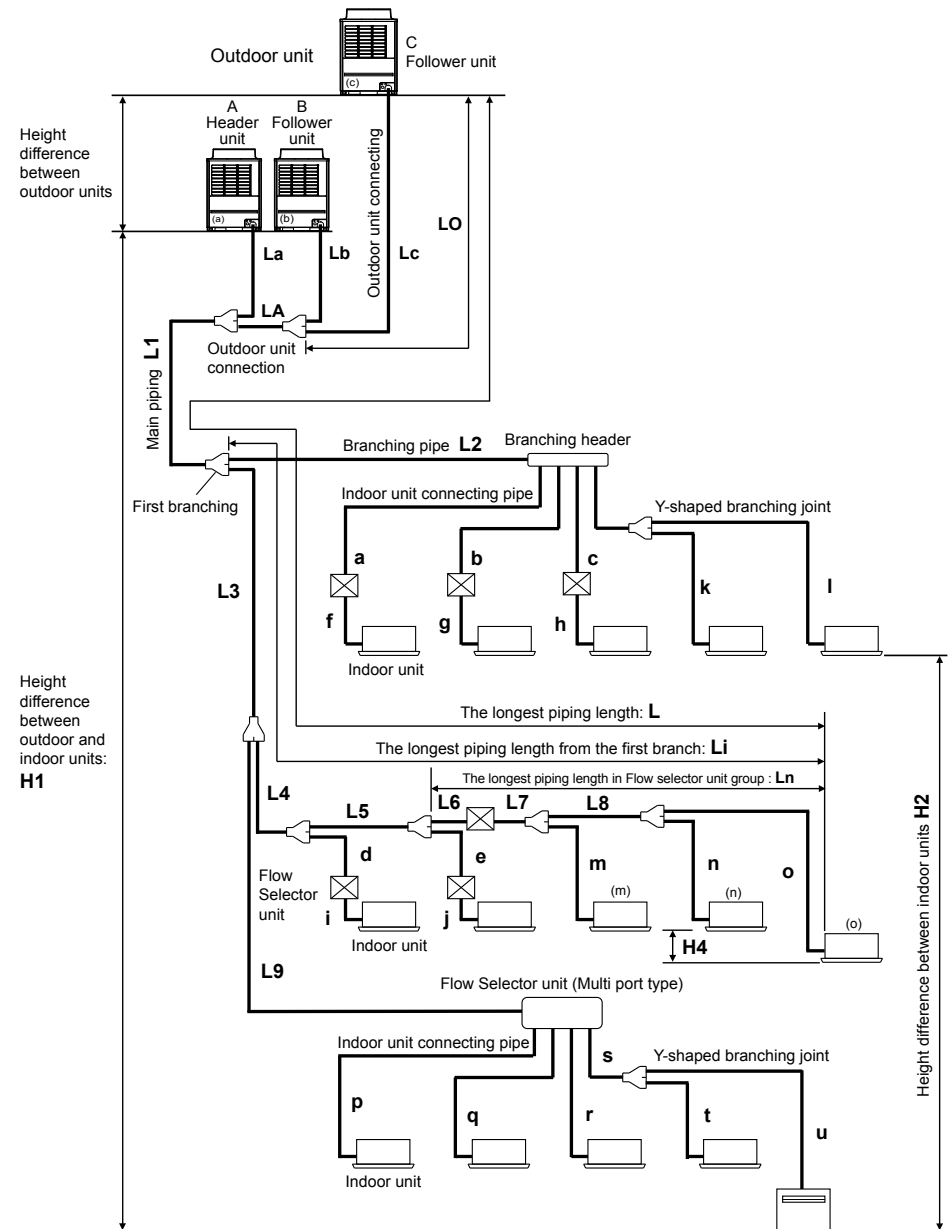 Outdoor unit
C
Follower unit
(c)
Height
difference
between
outdoor units
A
Header
unit
B
Follower
unit
(a)
(b)
Outdoor unit connecting
LO
La
Lb
Lc
LA
Outdoor unit
connection
Main piping L1
Branching pipe L2
Branching header
First branching
Indoor unit connecting pipe
Y-shaped branching joint
a
b
c
k
l
L3
f
g
h
Indoor unit
Height
difference
between
outdoor and
indoor units:
H1
The longest piping length: L
The longest piping length from the first branch: Li
The longest piping length in Flow selector unit group : Ln
L4
L5
L6
L7
L8
d
e
m
n
o
Flow
Selector
unit
i
j
(m)
(n)
(o)
Indoor unit
H4
Height difference between indoor units H2
L9
Flow Selector unit (Multi port type)
Indoor unit connecting pipe
s
Y-shaped branching joint
p
q
r
t
u
Indoor unit